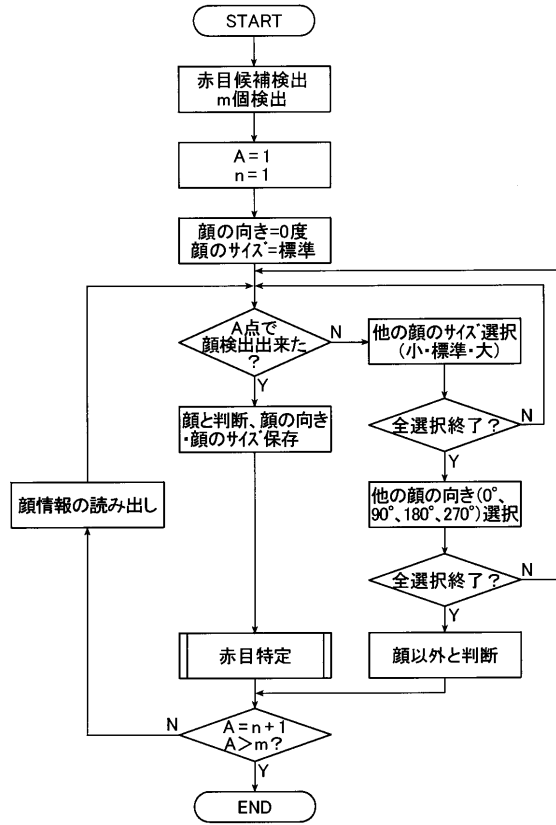 START
赤目候補検出
m個検出
A=1
n=1
顔の向き=0度
顔のサイズ=標準
A点で
顔検出出来た
?
N
Y
他の顔のサイズ選択
(小・標準・大)
全選択終了?
N
Y
顔と判断、顔の向き
・顔のサイズ保存
顔情報の読み出し
他の顔の向き(0°、
90°、180°、270°)選択
全選択終了?
N
Y
赤目特定
顔以外と判断
A=n+1
A>m?
N
Y
END